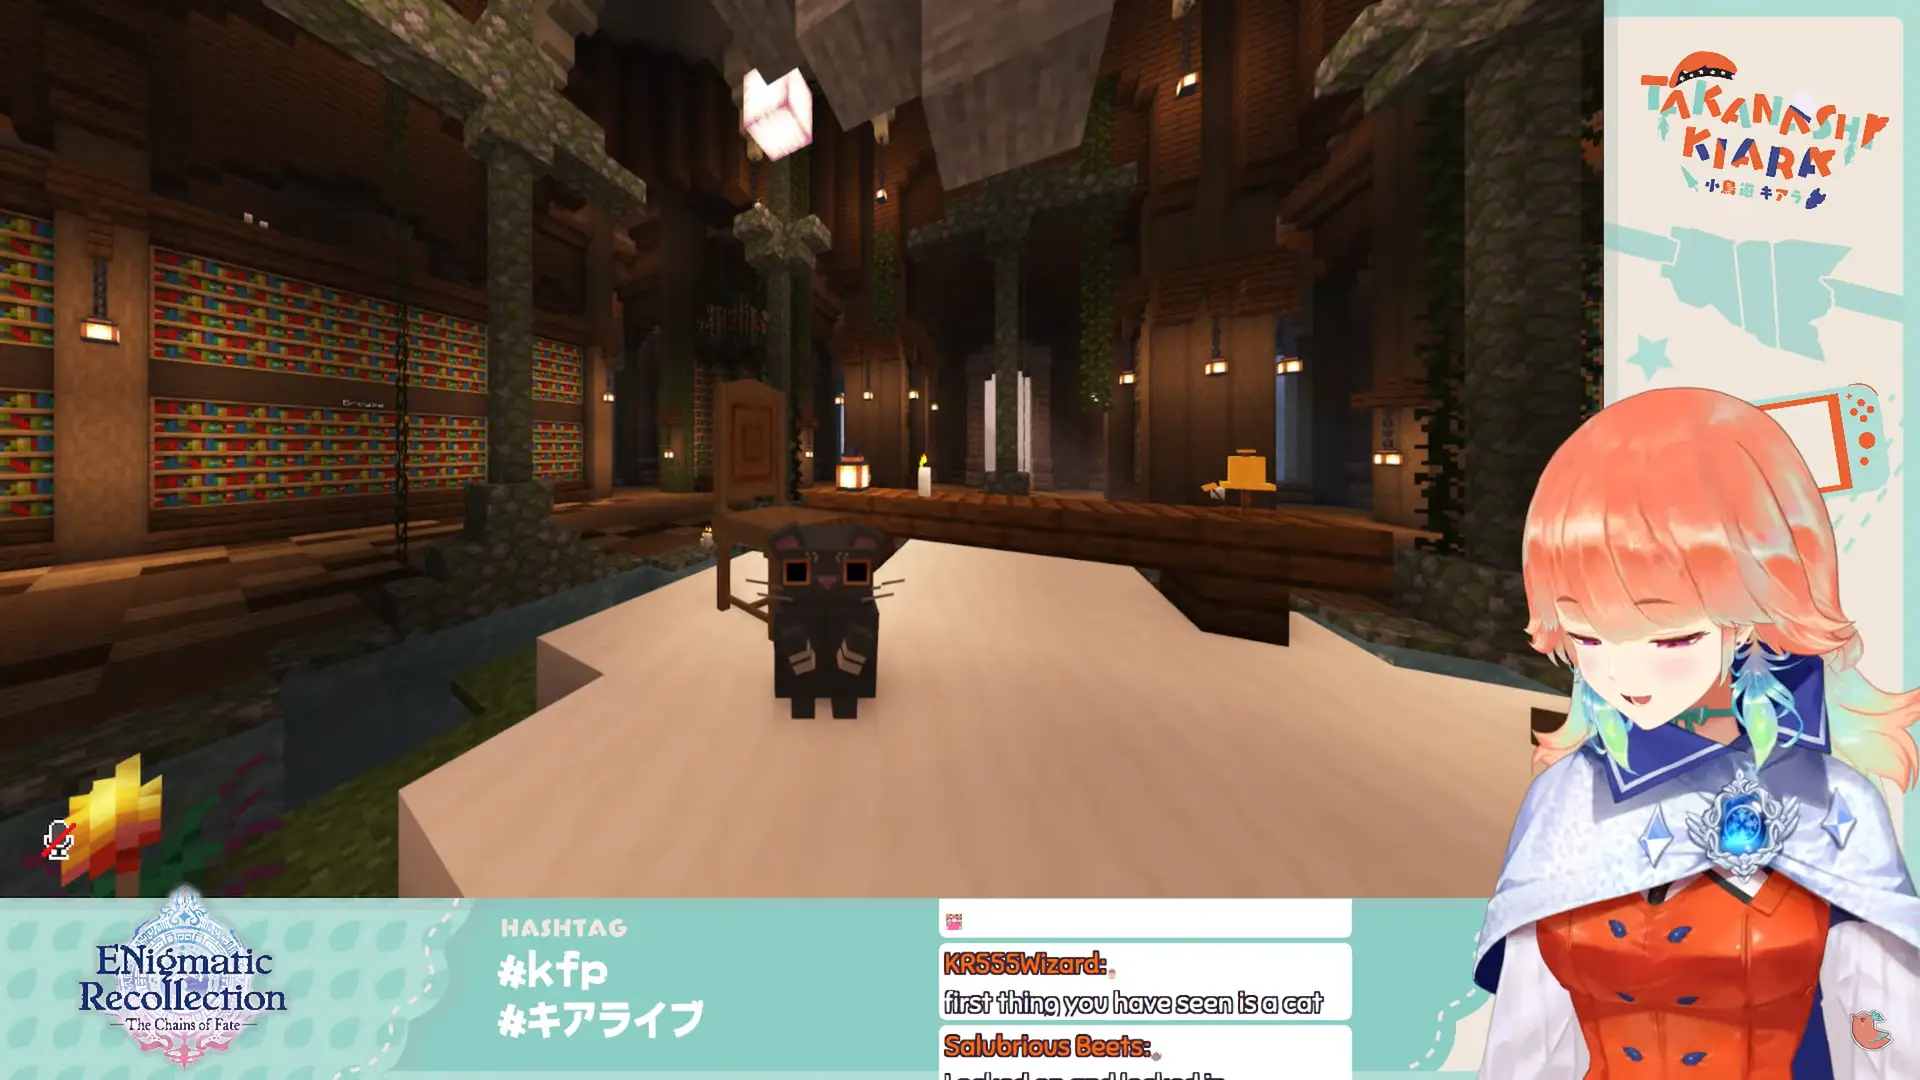 TAKANASHI
KIARA
小鳥遊 キアラ
ENigmatic
Recollection
The Chains of Fate
HASHTAG
#kfp
#キアライブ
KR555Wizard:
first thing you have seen is a cat
Salubrious Beets: